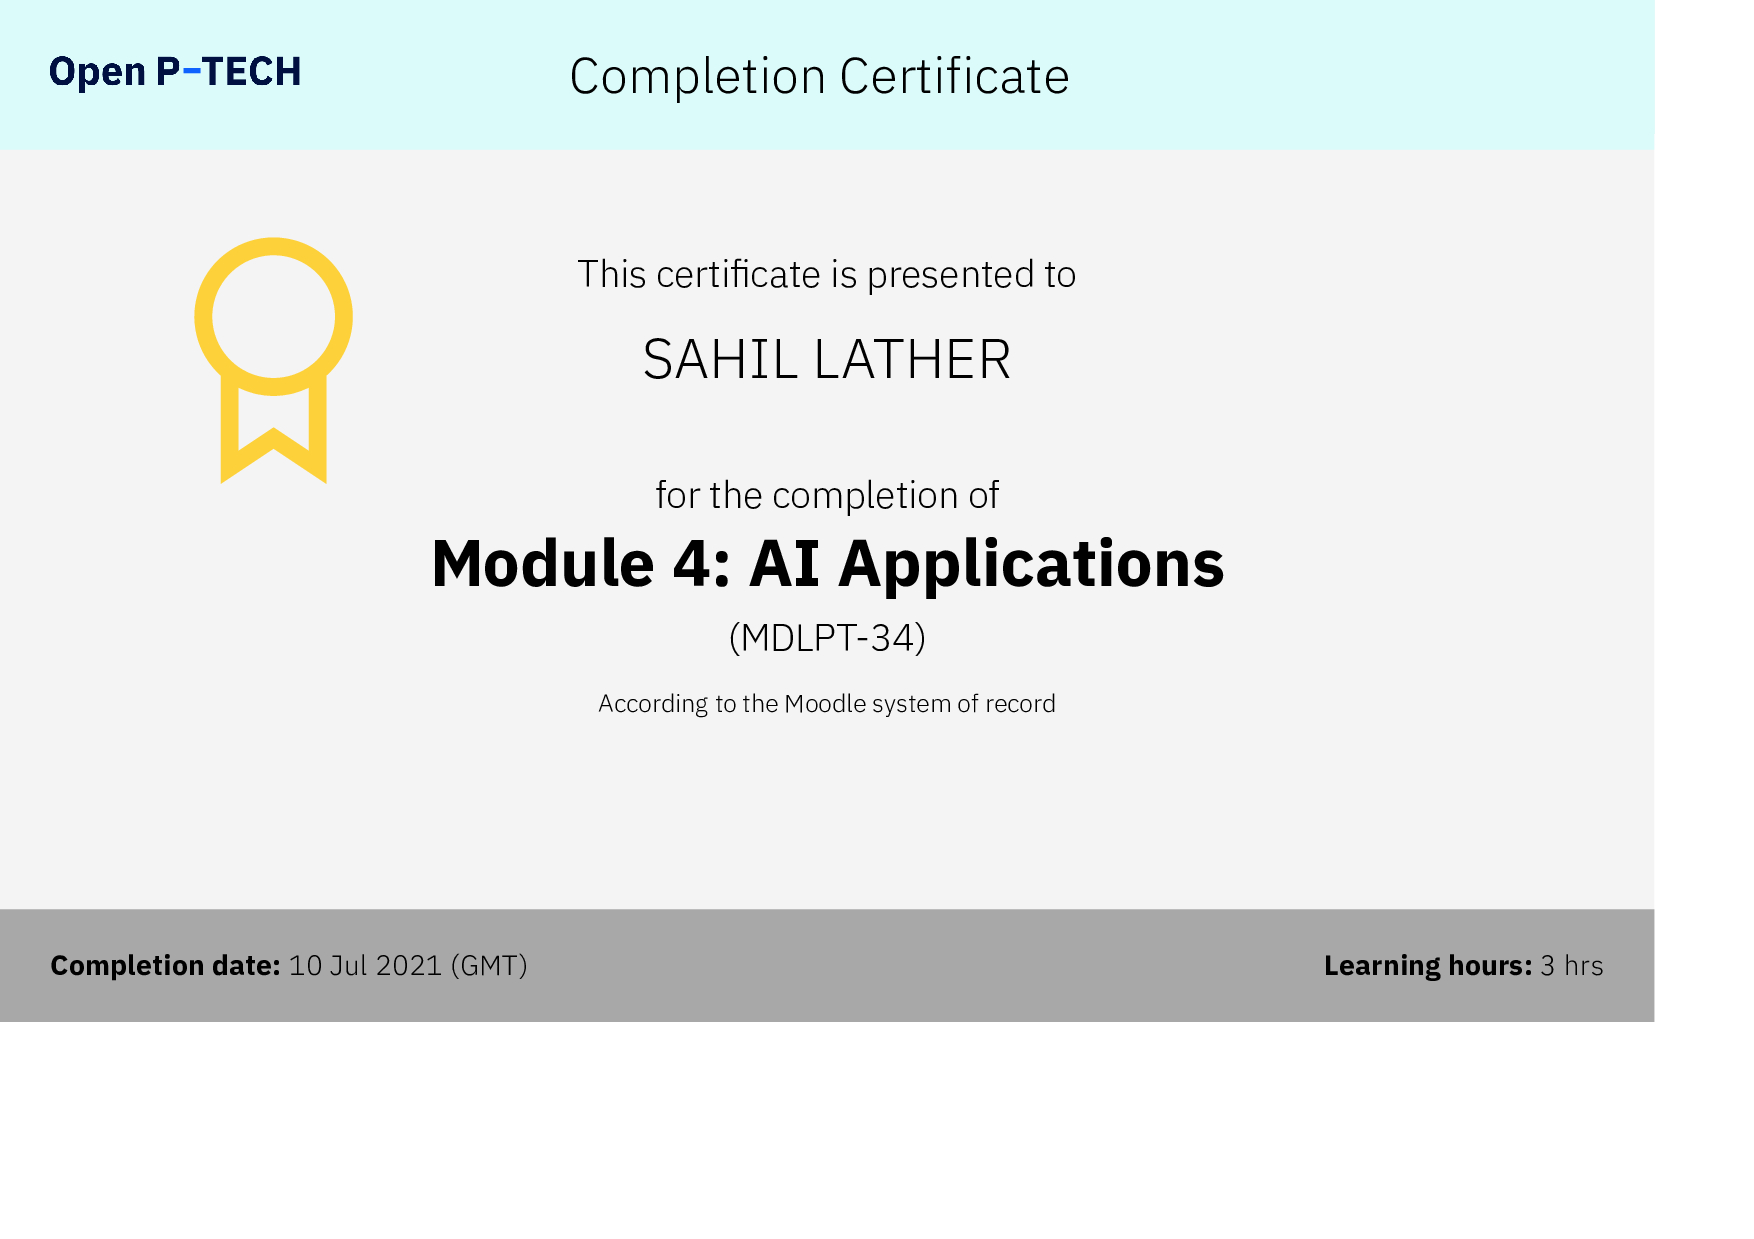 Open P-TECH
Completion Certificate
This certificate is presented to
SAHIL LATHER
for the completion of
Module 4: AI Applications
(MDLPT-34)
According to the Moodle system of record
Completion date: 10 Jul 2021 (GMT)
Learning hours: 3 hrs